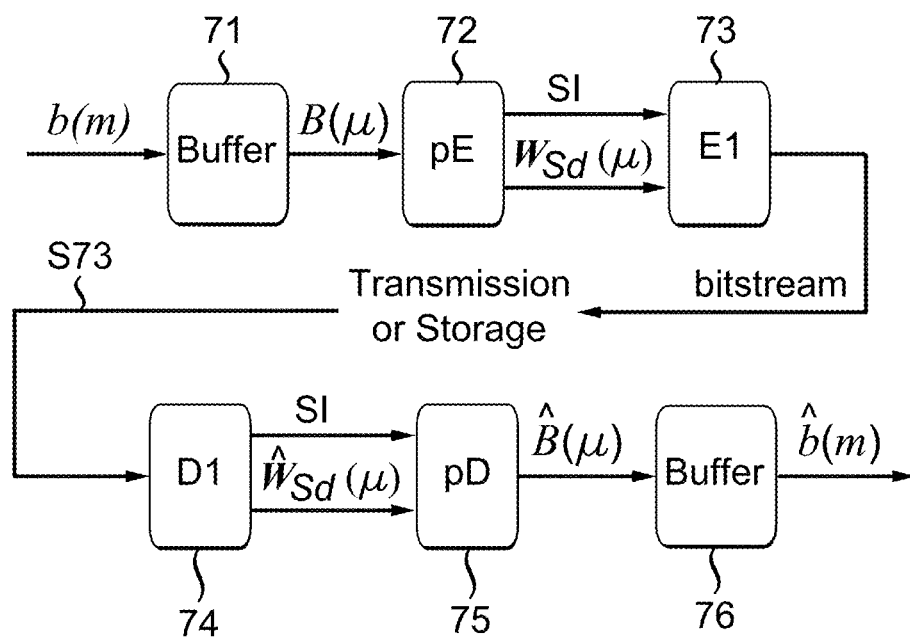 71 72 73
b(m) Buffer B(μ) pE SI E1
W_Sd(μ)
S73
Transmission
or Storage
bitstream
D1 SI pD B̂(μ) Buffer b̂(m)
Ŵ_Sd(μ)
74 75 76